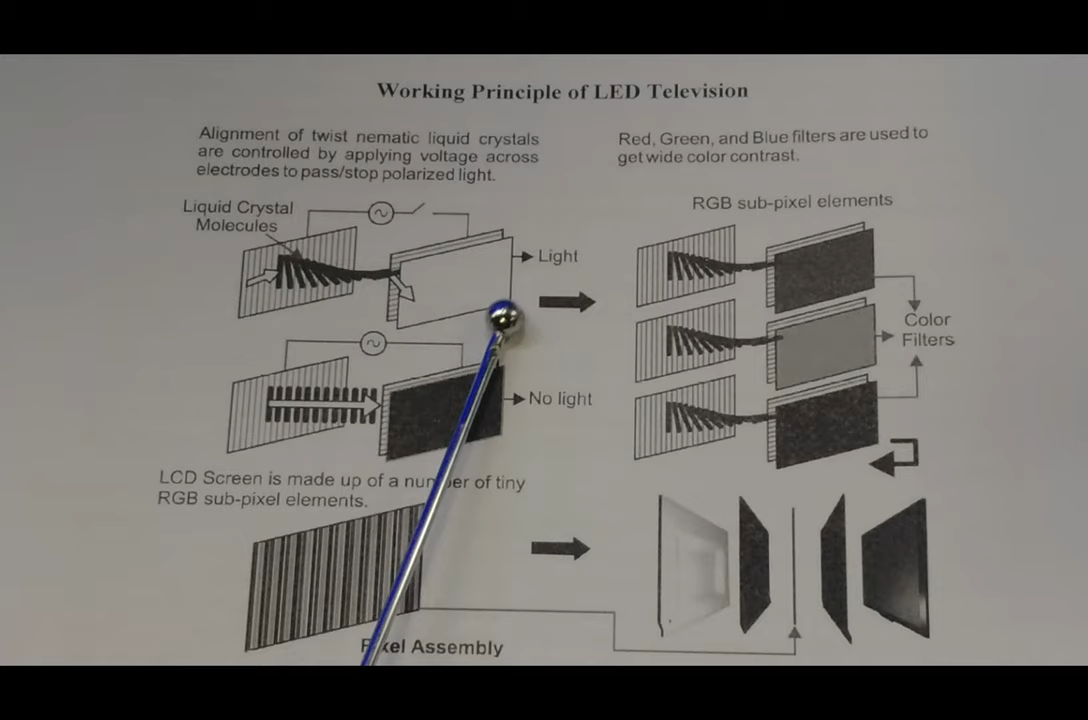 Working Principle of LED Television
Alignment of twist nematic liquid crystals
are controlled by applying voltage across
electrodes to pass/stop polarized light.
Red, Green, and Blue filters are used to
get wide color contrast.
Liquid Crystal
Molecules
Light
RGB sub-pixel elements
Color
Filters
No light
LCD Screen is made up of a number of tiny
RGB sub-pixel elements.
Pixel Assembly